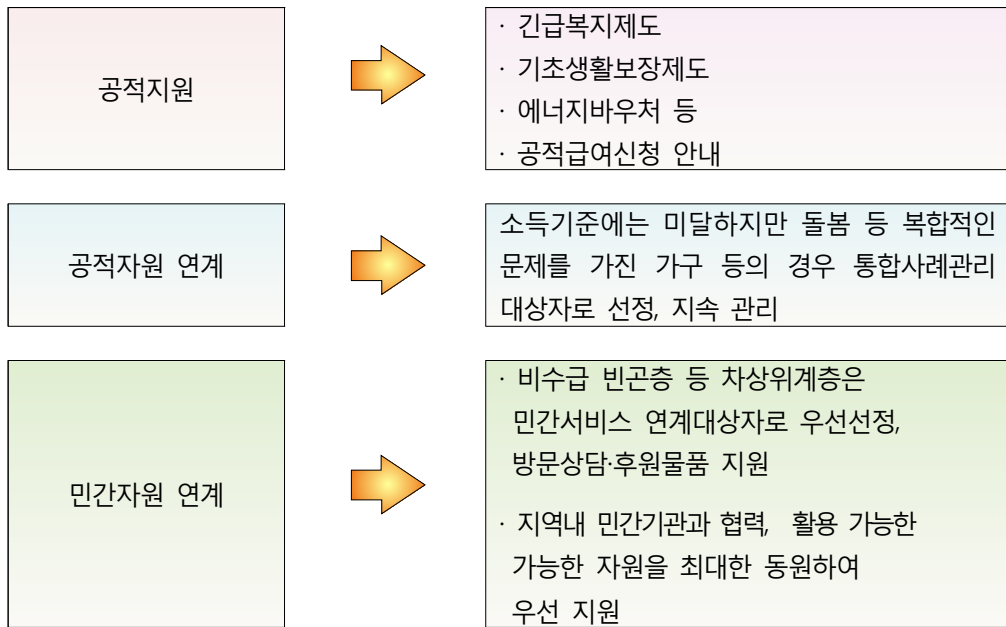 공적지원
· 긴급복지제도
· 기초생활보장제도
· 에너지바우처 등
· 공적급여신청 안내
공적자원 연계
소득기준에는 미달하지만 돌봄 등 복합적인
문제를 가진 가구 등의 경우 통합사례관리
대상자로 선정, 지속 관리
민간자원 연계
· 비수급 빈곤층 등 차상위계층은
민간서비스 연계대상자로 우선선정,
방문상담·후원물품 지원
· 지역내 민간기관과 협력, 활용 가능한
가능한 자원을 최대한 동원하여
우선 지원